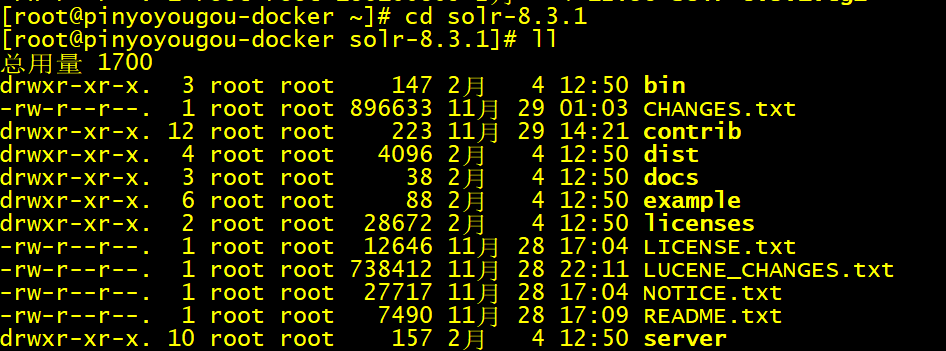 [root@pinyoyougou-docker ~]# cd solr-8.3.1
[root@pinyoyougou-docker solr-8.3.1]# ll
总用量 1700
drwxr-xr-x.  3 root root    147 2月   4 12:50 bin
-rw-r--r--.  1 root root 896633 11月 29 01:03 CHANGES.txt
drwxr-xr-x. 12 root root    223 11月 29 14:21 contrib
drwxr-xr-x.  4 root root   4096 2月   4 12:50 dist
drwxr-xr-x.  3 root root     38 2月   4 12:50 docs
drwxr-xr-x.  6 root root     88 2月   4 12:50 example
drwxr-xr-x.  2 root root  28672 2月   4 12:50 licenses
-rw-r--r--.  1 root root  12646 11月 28 17:04 LICENSE.txt
-rw-r--r--.  1 root root 738412 11月 28 22:11 LUCENE_CHANGES.txt
-rw-r--r--.  1 root root  27717 11月 28 17:04 NOTICE.txt
-rw-r--r--.  1 root root   7490 11月 28 17:09 README.txt
drwxr-xr-x. 10 root root    157 2月   4 12:50 server